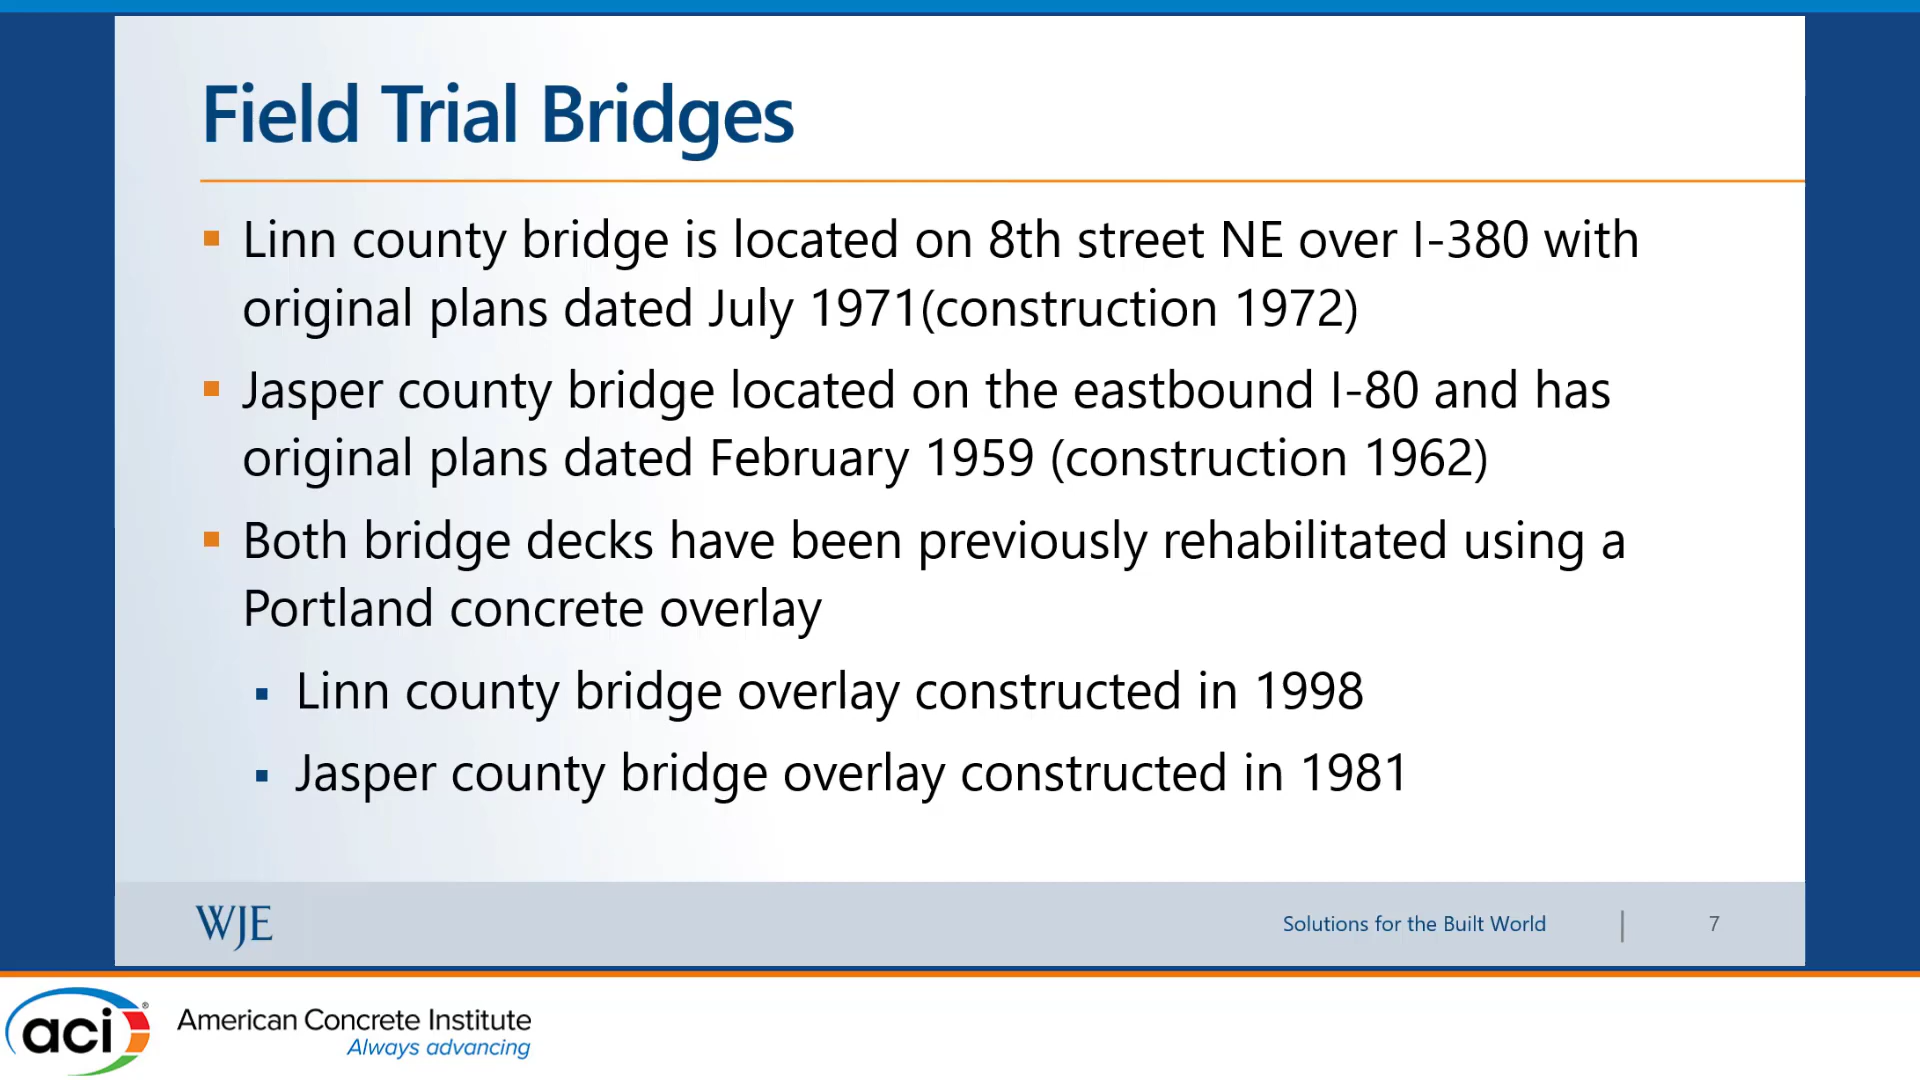 Field Trial Bridges
▪ Linn county bridge is located on 8th street NE over I-380 with
original plans dated July 1971(construction 1972)
▪ Jasper county bridge located on the eastbound I-80 and has
original plans dated February 1959 (construction 1962)
▪ Both bridge decks have been previously rehabilitated using a
Portland concrete overlay
▪ Linn county bridge overlay constructed in 1998
▪ Jasper county bridge overlay constructed in 1981
WJE
Solutions for the Built World | 7
aci®
American Concrete Institute
Always advancing